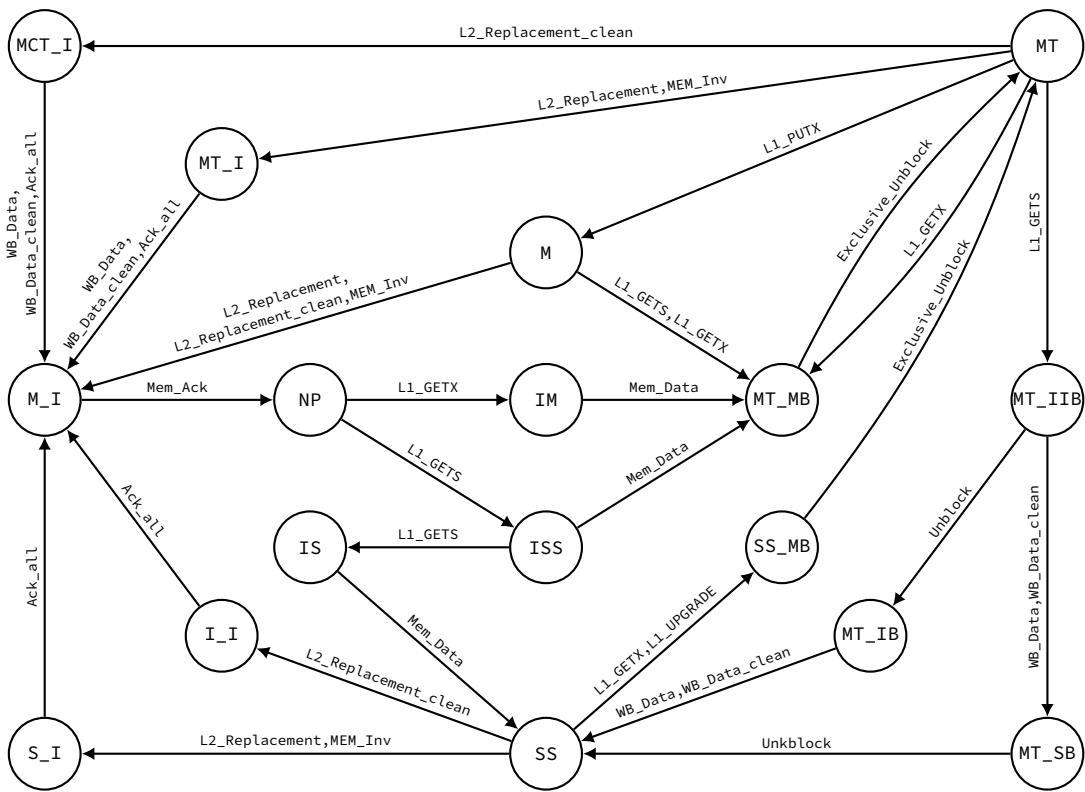 L2_Replacement_clean
MCT_I
MT
L2_Replacement,MEM_Inv
L1_PUTX
MT_I
WB_Data,
WB_Data_clean,Ack_all
WB_Data,
WB_Data_clean,Ack_all
Exclusive_Unblock
L1_GETX
L1_GETS
M
L2_Replacement,
L2_Replacement_clean,MEM_Inv
L1_GETS,L1_GETX
Exclusive_Unblock
M_I
Mem_Ack
NP
L1_GETX
IM
Mem_Data
MT_MB
MT_IIB
L1_GETS
Mem_Data
Ack_all
Unblock
IS
L1_GETS
ISS
SS_MB
Ack_all
WB_Data,WB_Data_clean
I_I
Mem_Data
L1_GETX,L1_UPGRADE
MT_IB
L2_Replacement_clean
WB_Data,WB_Data_clean
S_I
L2_Replacement,MEM_Inv
SS
Unkblock
MT_SB